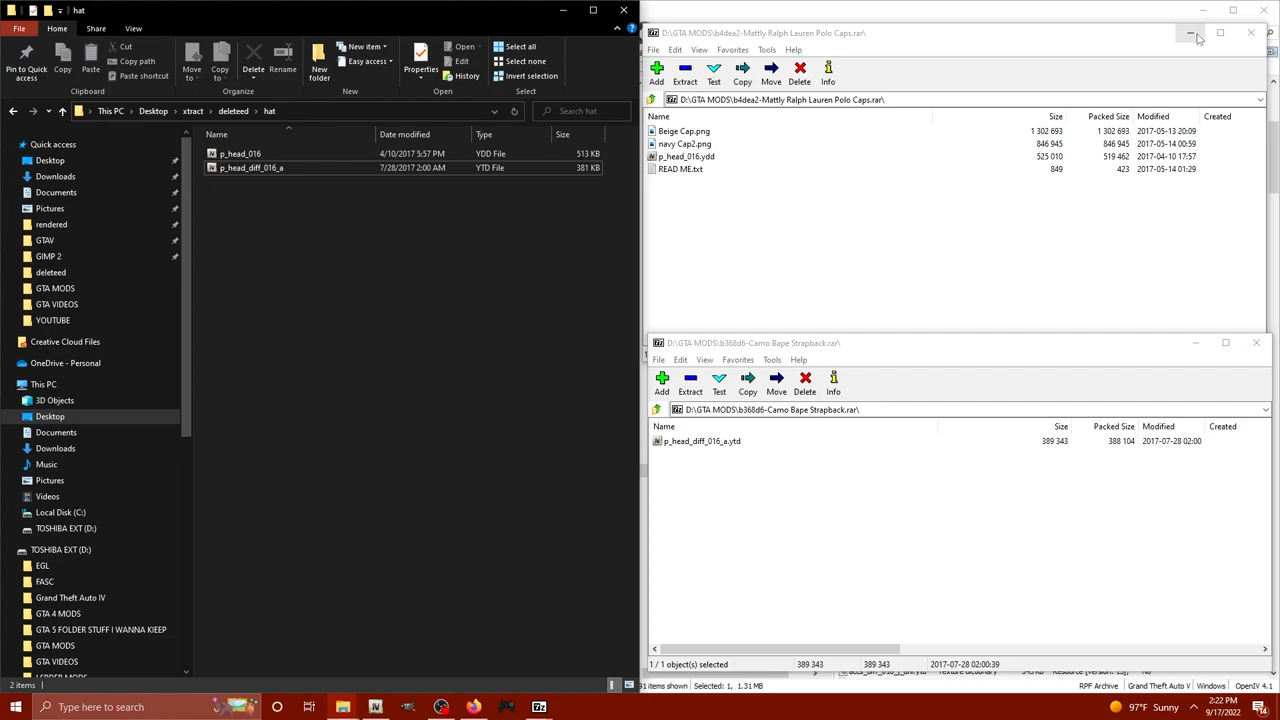 hat
File Home Share View
Pin to Quick access
Copy
Paste
Cut
Copy path
Paste shortcut
Move to
Copy to
Delete
Rename
New folder
New item
Easy access
Properties
Open
Edit
History
Select all
Select none
Invert selection
Clipboard
Organize
New
Open
Select
This PC Desktop xtract deleteed hat
Search hat
Name Date modified Type Size
p_head_016 4/10/2017 5:57 PM YDD File 513 KB
p_head_diff_016_a 7/28/2017 2:00 AM YTD File 381 KB
Quick access
Desktop
Downloads
Documents
Pictures
rendered
GTAV
GIMP 2
deleteed
GTA MODS
GTA VIDEOS
YOUTUBE
Creative Cloud Files
OneDrive - Personal
This PC
3D Objects
Desktop
Documents
Downloads
Music
Pictures
Videos
Local Disk (C:)
TOSHIBA EXT (D:)
TOSHIBA EXT (D:)
EGL
FASC
Grand Theft Auto IV
GTA 4 MODS
GTA 5 FOLDER STUFF I WANNA KIEEP
GTA MODS
GTA VIDEOS
2 items
D:\GTA MODS\b4dea2-Mattly Ralph Lauren Polo Caps.rar\
File Edit View Favorites Tools Help
Add Extract Test Copy Move Delete Info
D:\GTA MODS\b4dea2-Mattly Ralph Lauren Polo Caps.rar\
Name Size Packed Size Modified Created
Beige Cap.png 1 302 693 1 302 693 2017-05-13 20:09
navy Cap2.png 846 945 846 945 2017-05-14 00:59
p_head_016.ydd 525 010 519 462 2017-04-10 17:57
READ ME.txt 849 423 2017-05-14 01:29
D:\GTA MODS\b368d6-Camo Bape Strapback.rar\
File Edit View Favorites Tools Help
Add Extract Test Copy Move Delete Info
D:\GTA MODS\b368d6-Camo Bape Strapback.rar\
Name Size Packed Size Modified Created
p_head_diff_016_a.ytd 389 343 388 104 2017-07-28 02:00
1 / 1 object(s) selected 389 343 389 343 2017-07-28 02:00:39
91 items shown Selected: 1, 1.31 MB RPF Archive Grand Theft Auto V Windows OpenIV 4.1
Type here to search
97°F Sunny
2:22 PM
9/17/2022
14